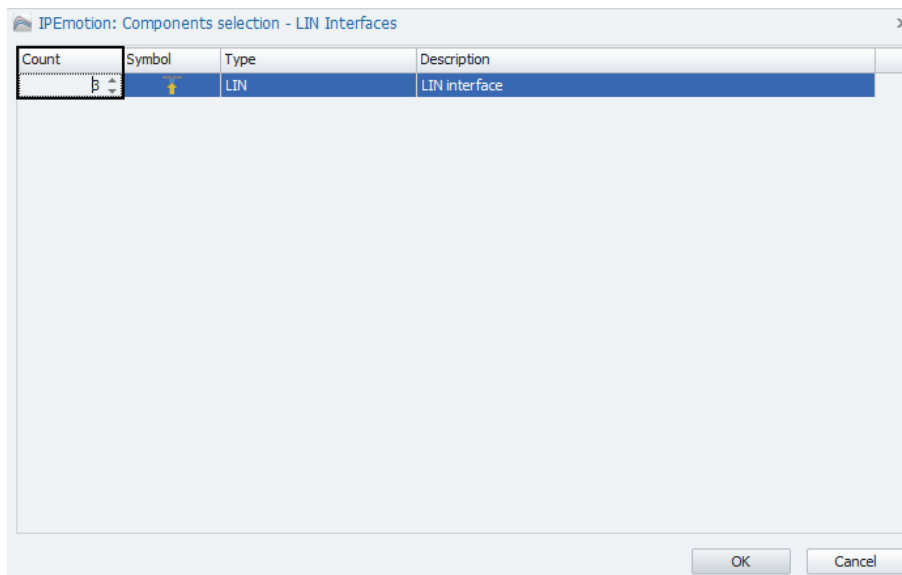 IPEmotion: Components selection - LIN Interfaces
Count Symbol Type Description
3 LIN LIN interface
OK Cancel